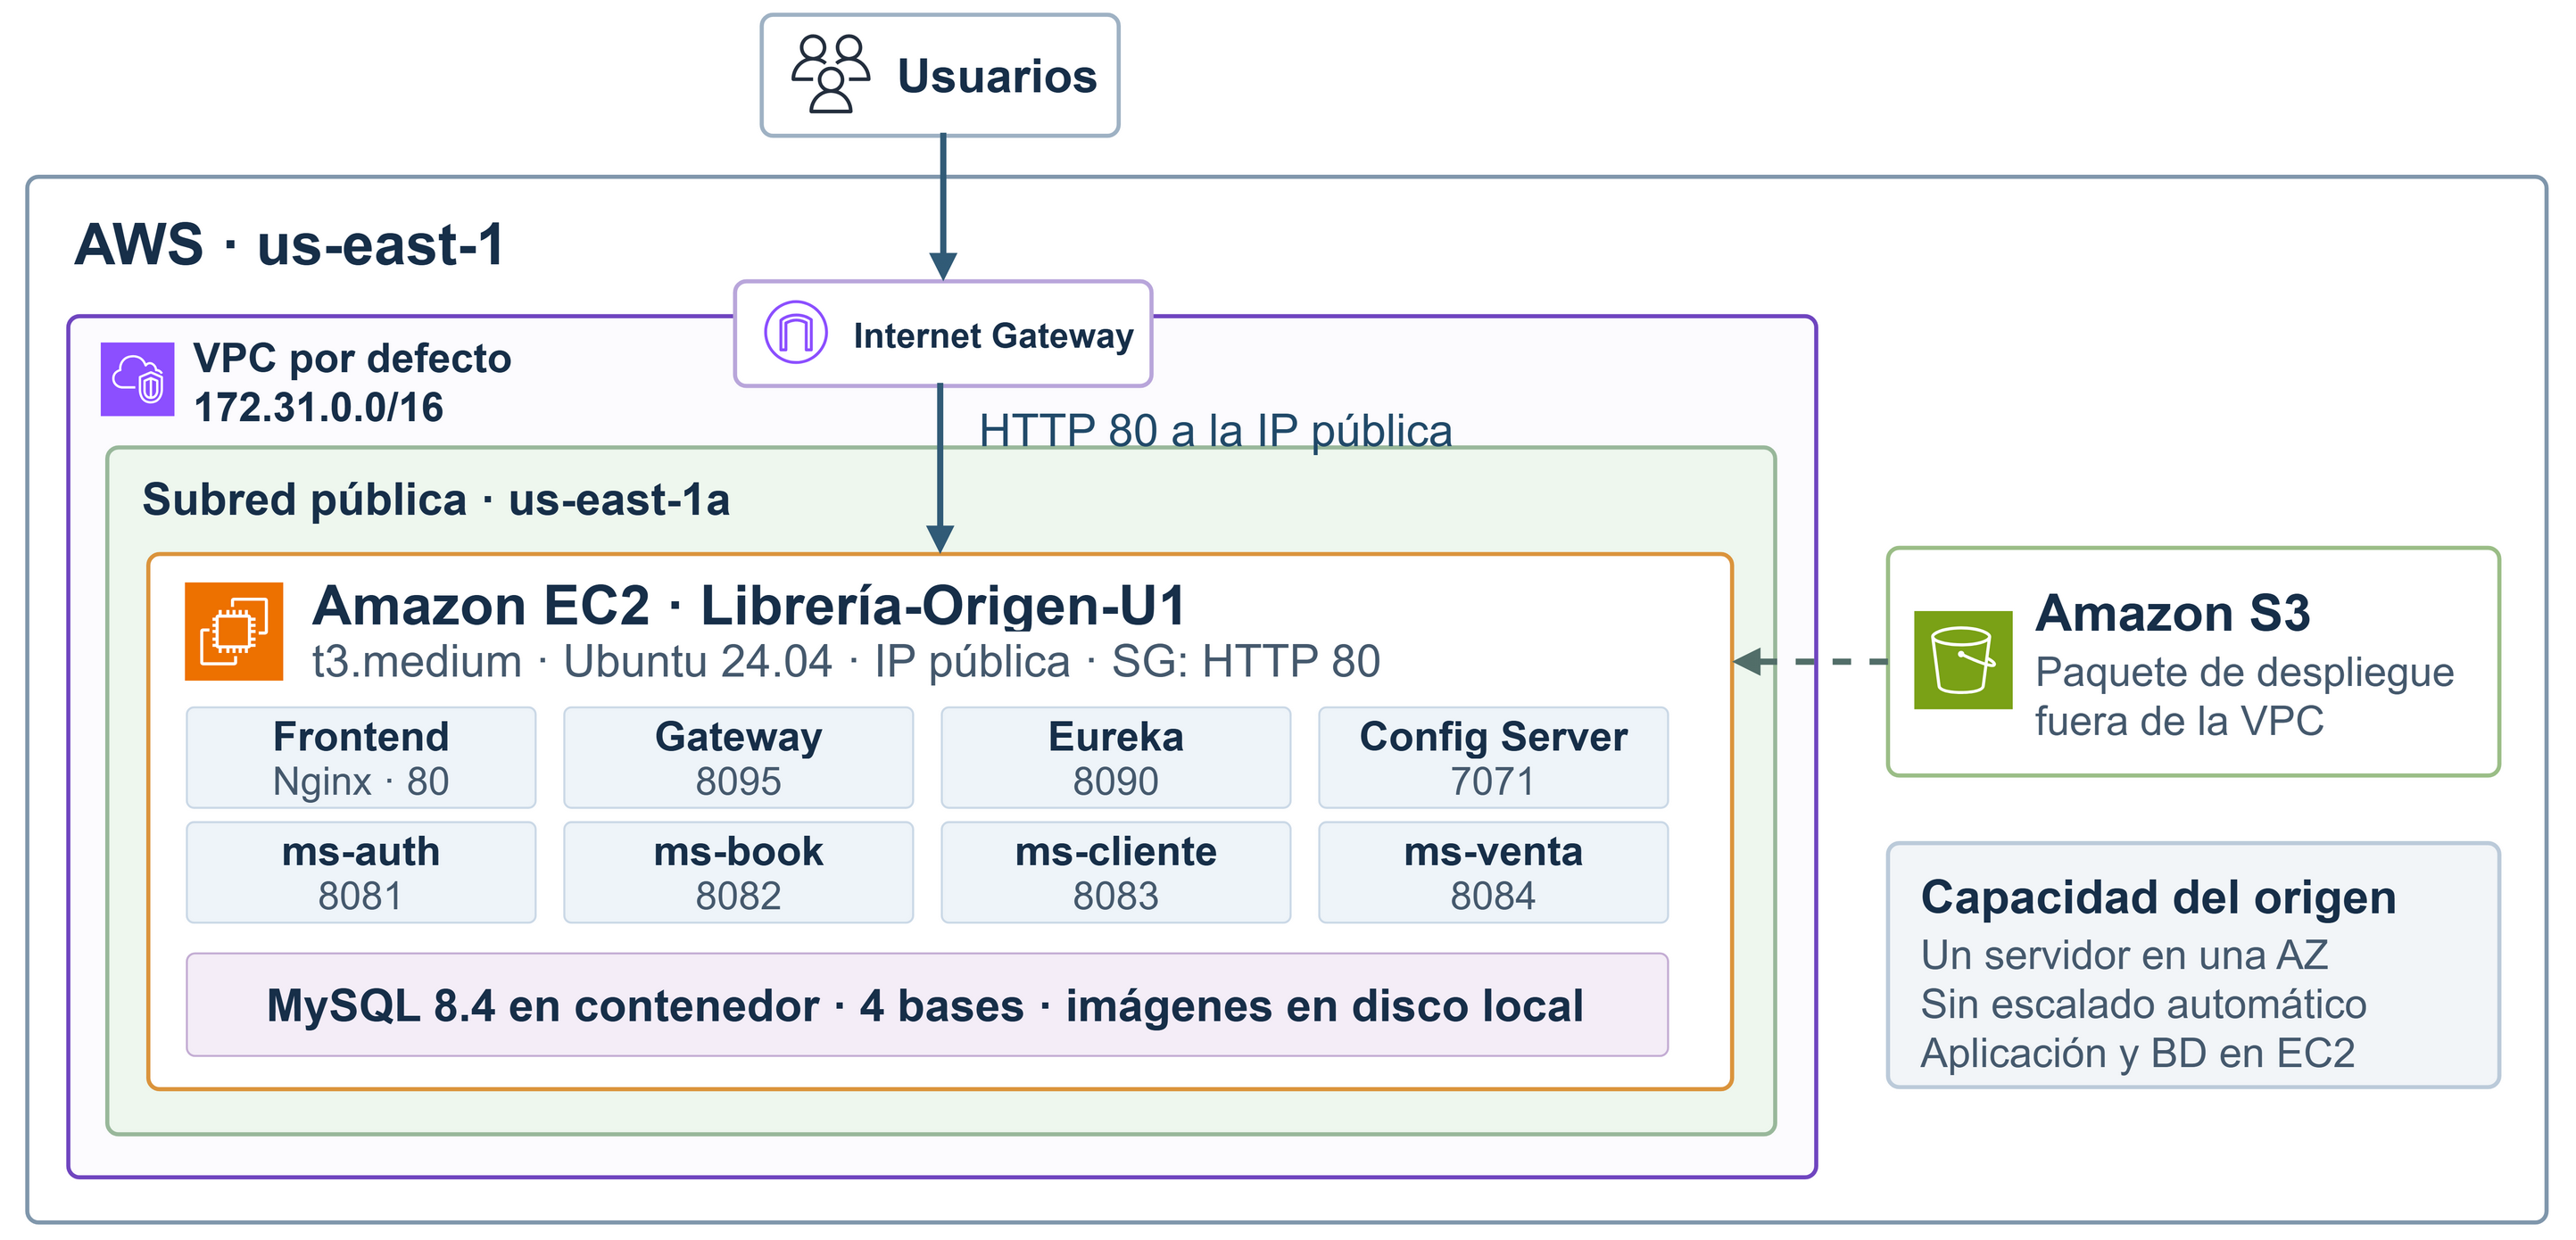 Usuarios
AWS · us-east-1
Internet Gateway
VPC por defecto
172.31.0.0/16
HTTP 80 a la IP pública
Subred pública · us-east-1a
Amazon EC2 · Librería-Origen-U1
t3.medium · Ubuntu 24.04 · IP pública · SG: HTTP 80
Frontend
Nginx · 80
Gateway
8095
Eureka
8090
Config Server
7071
ms-auth
8081
ms-book
8082
ms-cliente
8083
ms-venta
8084
MySQL 8.4 en contenedor · 4 bases · imágenes en disco local
Amazon S3
Paquete de despliegue
fuera de la VPC
Capacidad del origen
Un servidor en una AZ
Sin escalado automático
Aplicación y BD en EC2